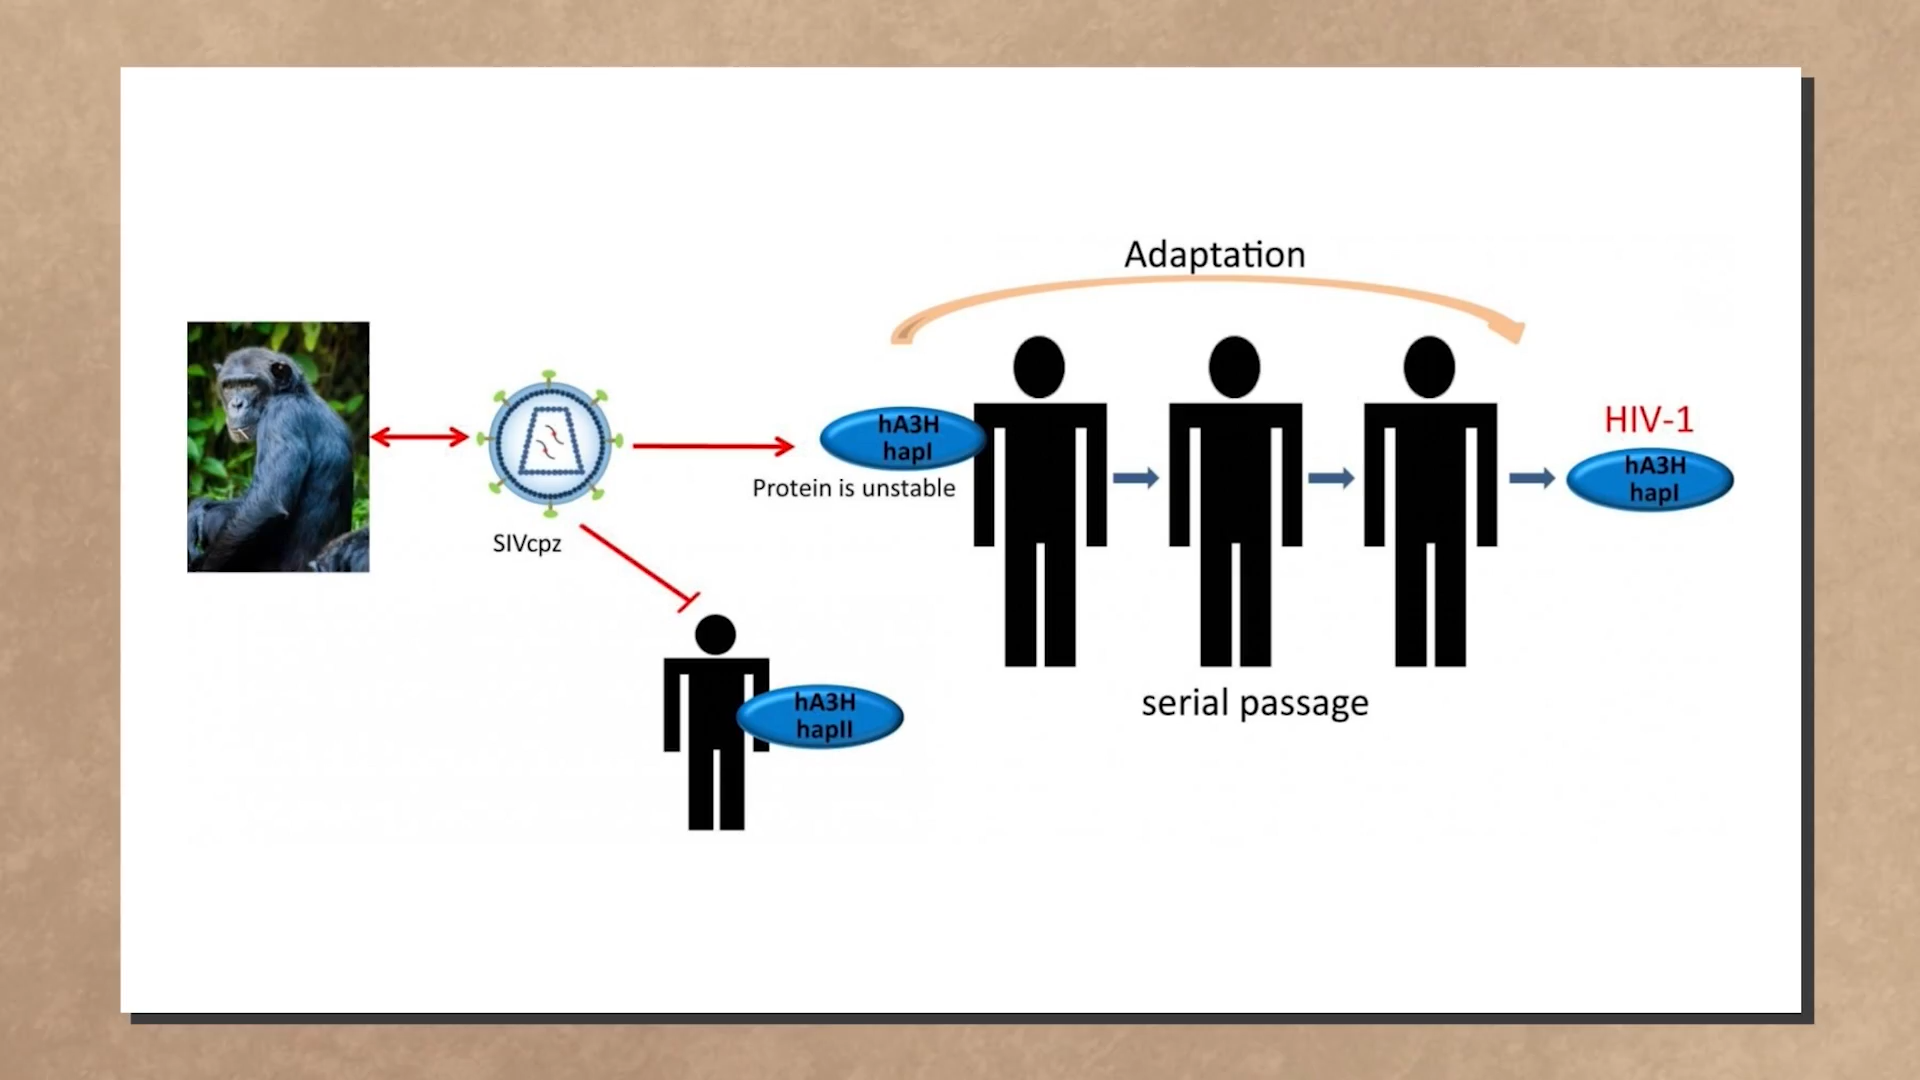 Adaptation
hA3H
hapI
Protein is unstable
HIV-1
hA3H
hapI
SIVcpz
hA3H
hapII
serial passage